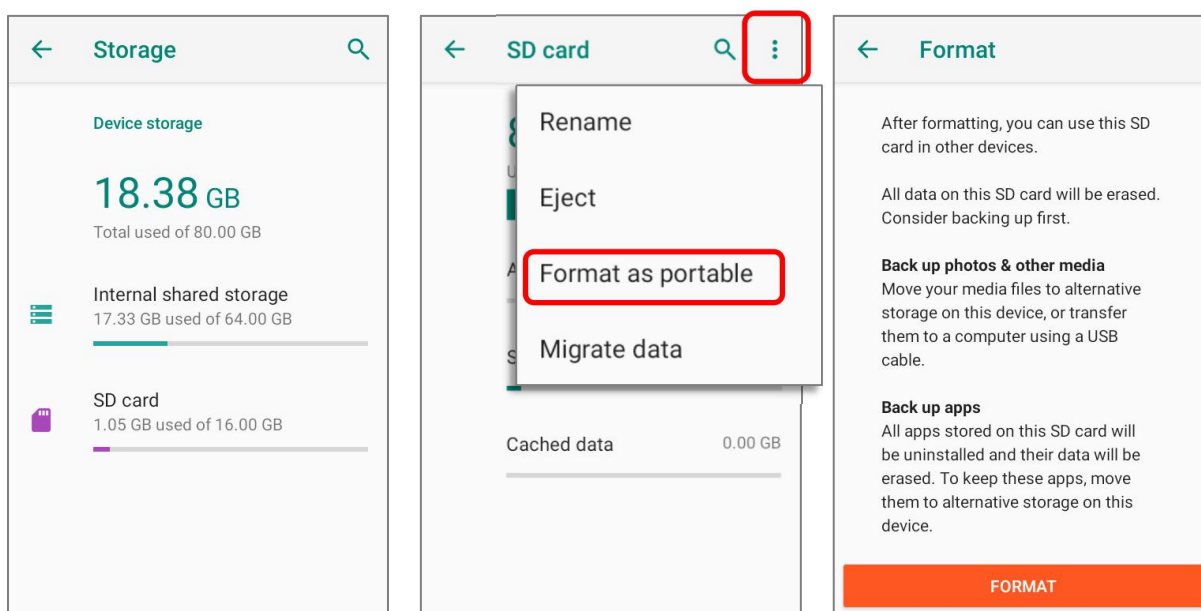 Storage
Device storage
18.38 GB
Total used of 80.00 GB
Internal shared storage
17.33 GB used of 64.00 GB
SD card
1.05 GB used of 16.00 GB
SD card
Rename
Eject
Format as portable
Migrate data
Cached data 0.00 GB
Format
After formatting, you can use this SD
card in other devices.
All data on this SD card will be erased.
Consider backing up first.
Back up photos & other media
Move your media files to alternative
storage on this device, or transfer
them to a computer using a USB
cable.
Back up apps
All apps stored on this SD card will
be uninstalled and their data will be
erased. To keep these apps, move
them to alternative storage on this
device.
FORMAT